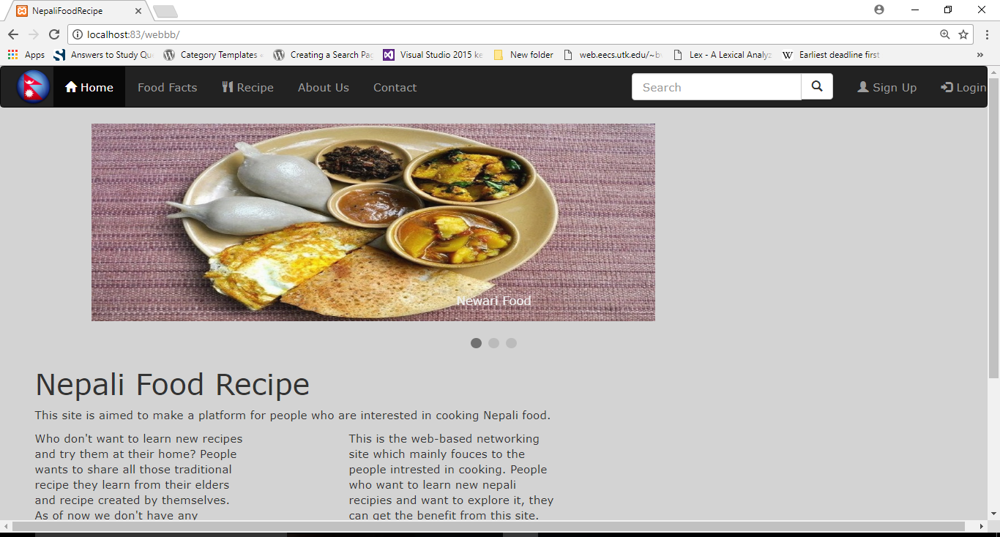 NepaliFoodRecipe
localhost:83/webbb/
Apps Answers to Study Qu Category Templates Creating a Search Pag Visual Studio 2015 ke New folder web.eecs.utk.edu/~b Lex - A Lexical Analyz W Earliest deadline first »
Home Food Facts Recipe About Us Contact Search Sign Up Login
Newari Food
Nepali Food Recipe
This site is aimed to make a platform for people who are interested in cooking Nepali food.
Who don't want to learn new recipes
and try them at their home? People
wants to share all those traditional
recipe they learn from their elders
and recipe created by themselves.
As of now we don't have any
This is the web-based networking
site which mainly fouces to the
people intrested in cooking. People
who want to learn new nepali
recipies and want to explore it, they
can get the benefit from this site.